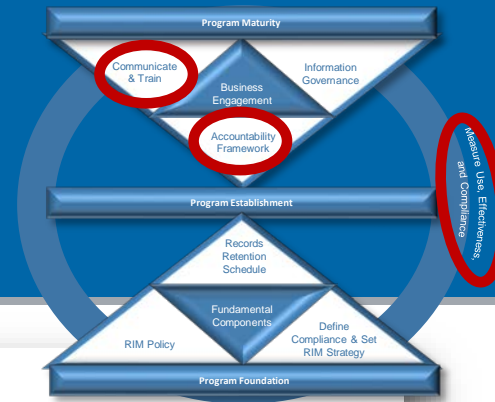 Program Maturity
Communicate
& Train
Information
Governance
Business
Engagement
Accountability
Framework
Measure Use, Effectiveness,
and Compliance
Program Establishment
Records
Retention
Schedule
Fundamental
Components
RIM Policy
Define
Compliance & Set
RIM Strategy
Program Foundation